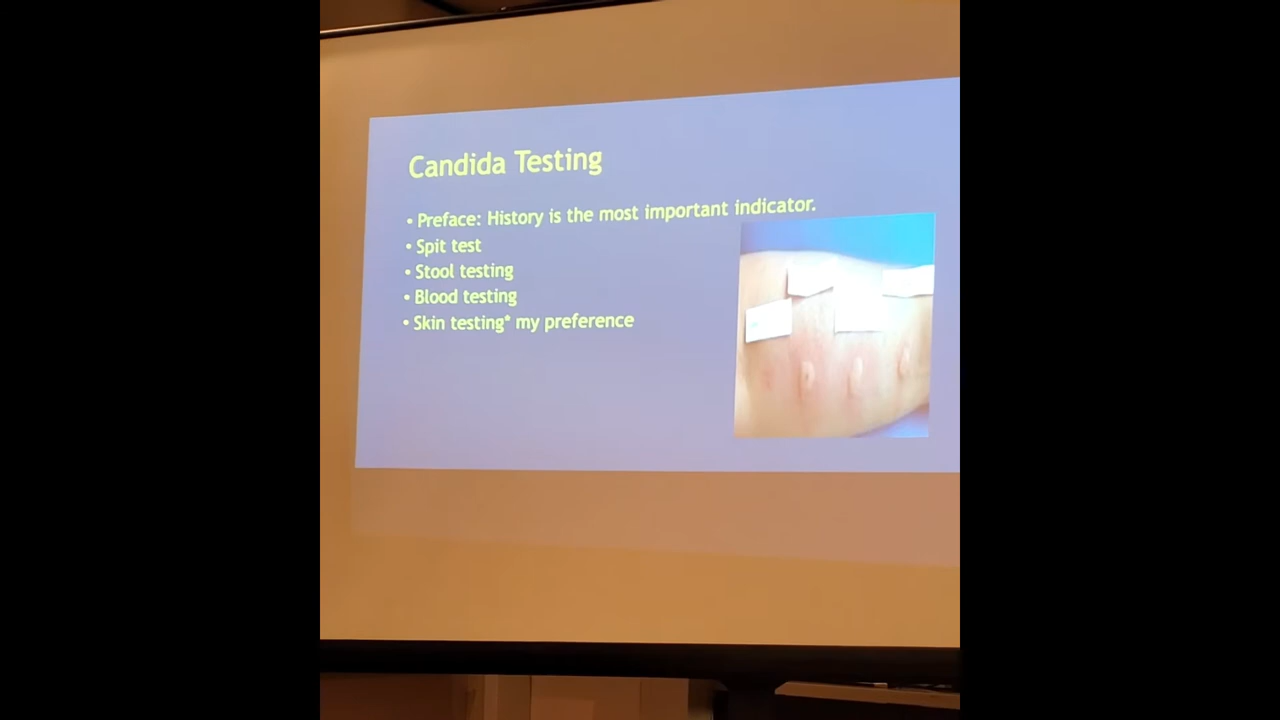 Candida Testing
• Preface: History is the most important indicator.
• Spit test
• Stool testing
• Blood testing
• Skin testing* my preference